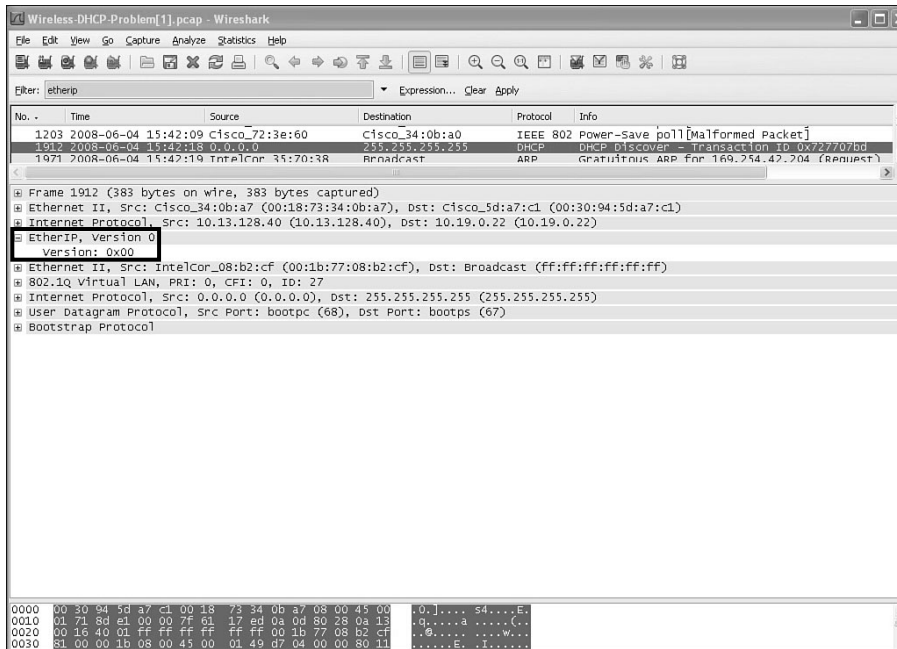 Wireless-DHCP-Problem[1].pcap - Wireshark
File Edit View Go Capture Analyze Statistics Help
Filter: etherip Expression... Clear Apply
No. - Time Source Destination Protocol Info
1203 2008-06-04 15:42:09 Cisco_72:3e:60 Cisco_34:0b:a0 IEEE 802 Power-Save poll[Malformed Packet]
1912 2008-06-04 15:42:18 0.0.0.0 255.255.255.255 DHCP DHCP Discover - Transaction ID 0x727707bd
1971 2008-06-04 15:42:19 IntelCor_35:70:38 Broadcast ARP Gratuitous ARP for 169.254.42.204 (Request)
Frame 1912 (383 bytes on wire, 383 bytes captured)
Ethernet II, Src: Cisco_34:0b:a7 (00:18:73:34:0b:a7), Dst: Cisco_5d:a7:c1 (00:30:94:5d:a7:c1)
Internet Protocol, Src: 10.13.128.40 (10.13.128.40), Dst: 10.19.0.22 (10.19.0.22)
EtherIP, Version 0
Version: 0x00
Ethernet II, Src: IntelCor_08:b2:cf (00:1b:77:08:b2:cf), Dst: Broadcast (ff:ff:ff:ff:ff:ff)
802.1Q Virtual LAN, PRI: 0, CFI: 0, ID: 27
Internet Protocol, Src: 0.0.0.0 (0.0.0.0), Dst: 255.255.255.255 (255.255.255.255)
User Datagram Protocol, Src Port: bootpc (68), Dst Port: bootps (67)
Bootstrap Protocol
0000 00 30 94 5d a7 c1 00 18 73 34 0b a7 08 00 45 00 .0.].... s4....E.
0010 01 71 8d e1 00 00 7f 61 17 ed 0a 0d 80 28 0a 13 .q.....a .....(..
0020 00 16 40 01 ff ff ff ff ff ff 00 1b 77 08 b2 cf ..@..... ....w...
0030 81 00 00 1b 08 00 45 00 01 49 d7 04 00 00 80 11 ......E. .I......